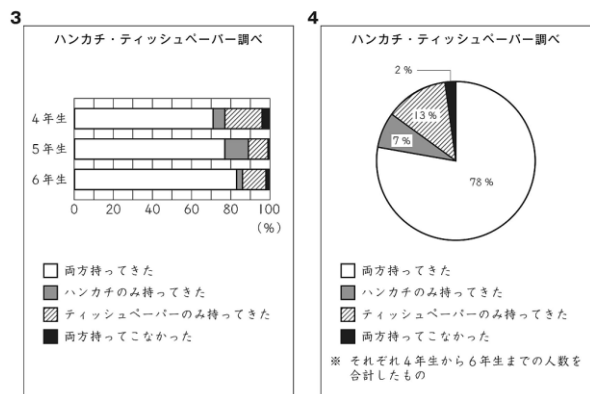 3
ハンカチ・ティッシュペーパー調べ
4年生
5年生
6年生
0 20 40 60 80 100
(%)
両方持ってきた
ハンカチのみ持ってきた
ティッシュペーパーのみ持ってきた
両方持ってこなかった
4
ハンカチ・ティッシュペーパー調べ
2%
13%
7%
78%
両方持ってきた
ハンカチのみ持ってきた
ティッシュペーパーのみ持ってきた
両方持ってこなかった
※ それぞれ4年生から6年生までの人数を
合計したもの